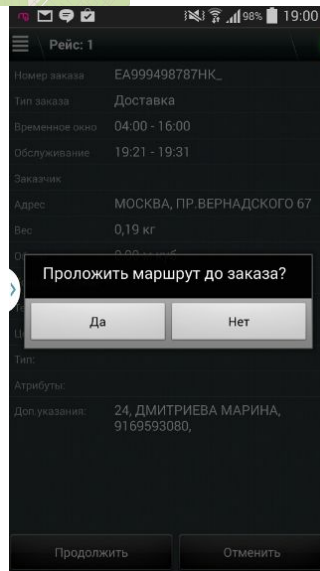 98% 19:00
Рейс: 1
Номер заказа EA999498787HK_
Тип заказа Доставка
Временное окно 04:00 - 16:00
Обслуживание 19:21 - 19:31
Заказчик
Адрес МОСКВА, ПР.ВЕРНАДСКОГО 67
Вес 0,19 кг
Проложить маршрут до заказа?
Да Нет
Тип:
Атрибуты:
Доп.указания: 24, ДМИТРИЕВА МАРИНА,
9169593080,
Продолжить Отменить